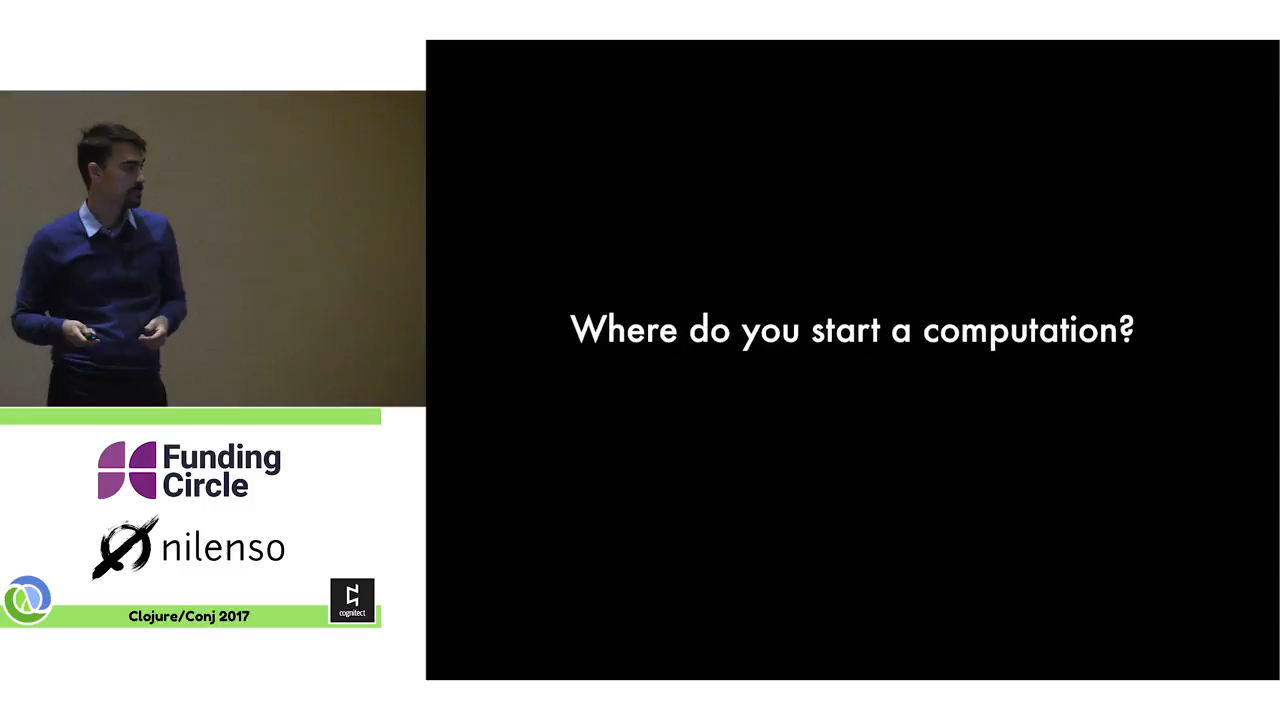 Where do you start a computation?
Funding
Circle
nilenso
Clojure/Conj 2017
cognitect